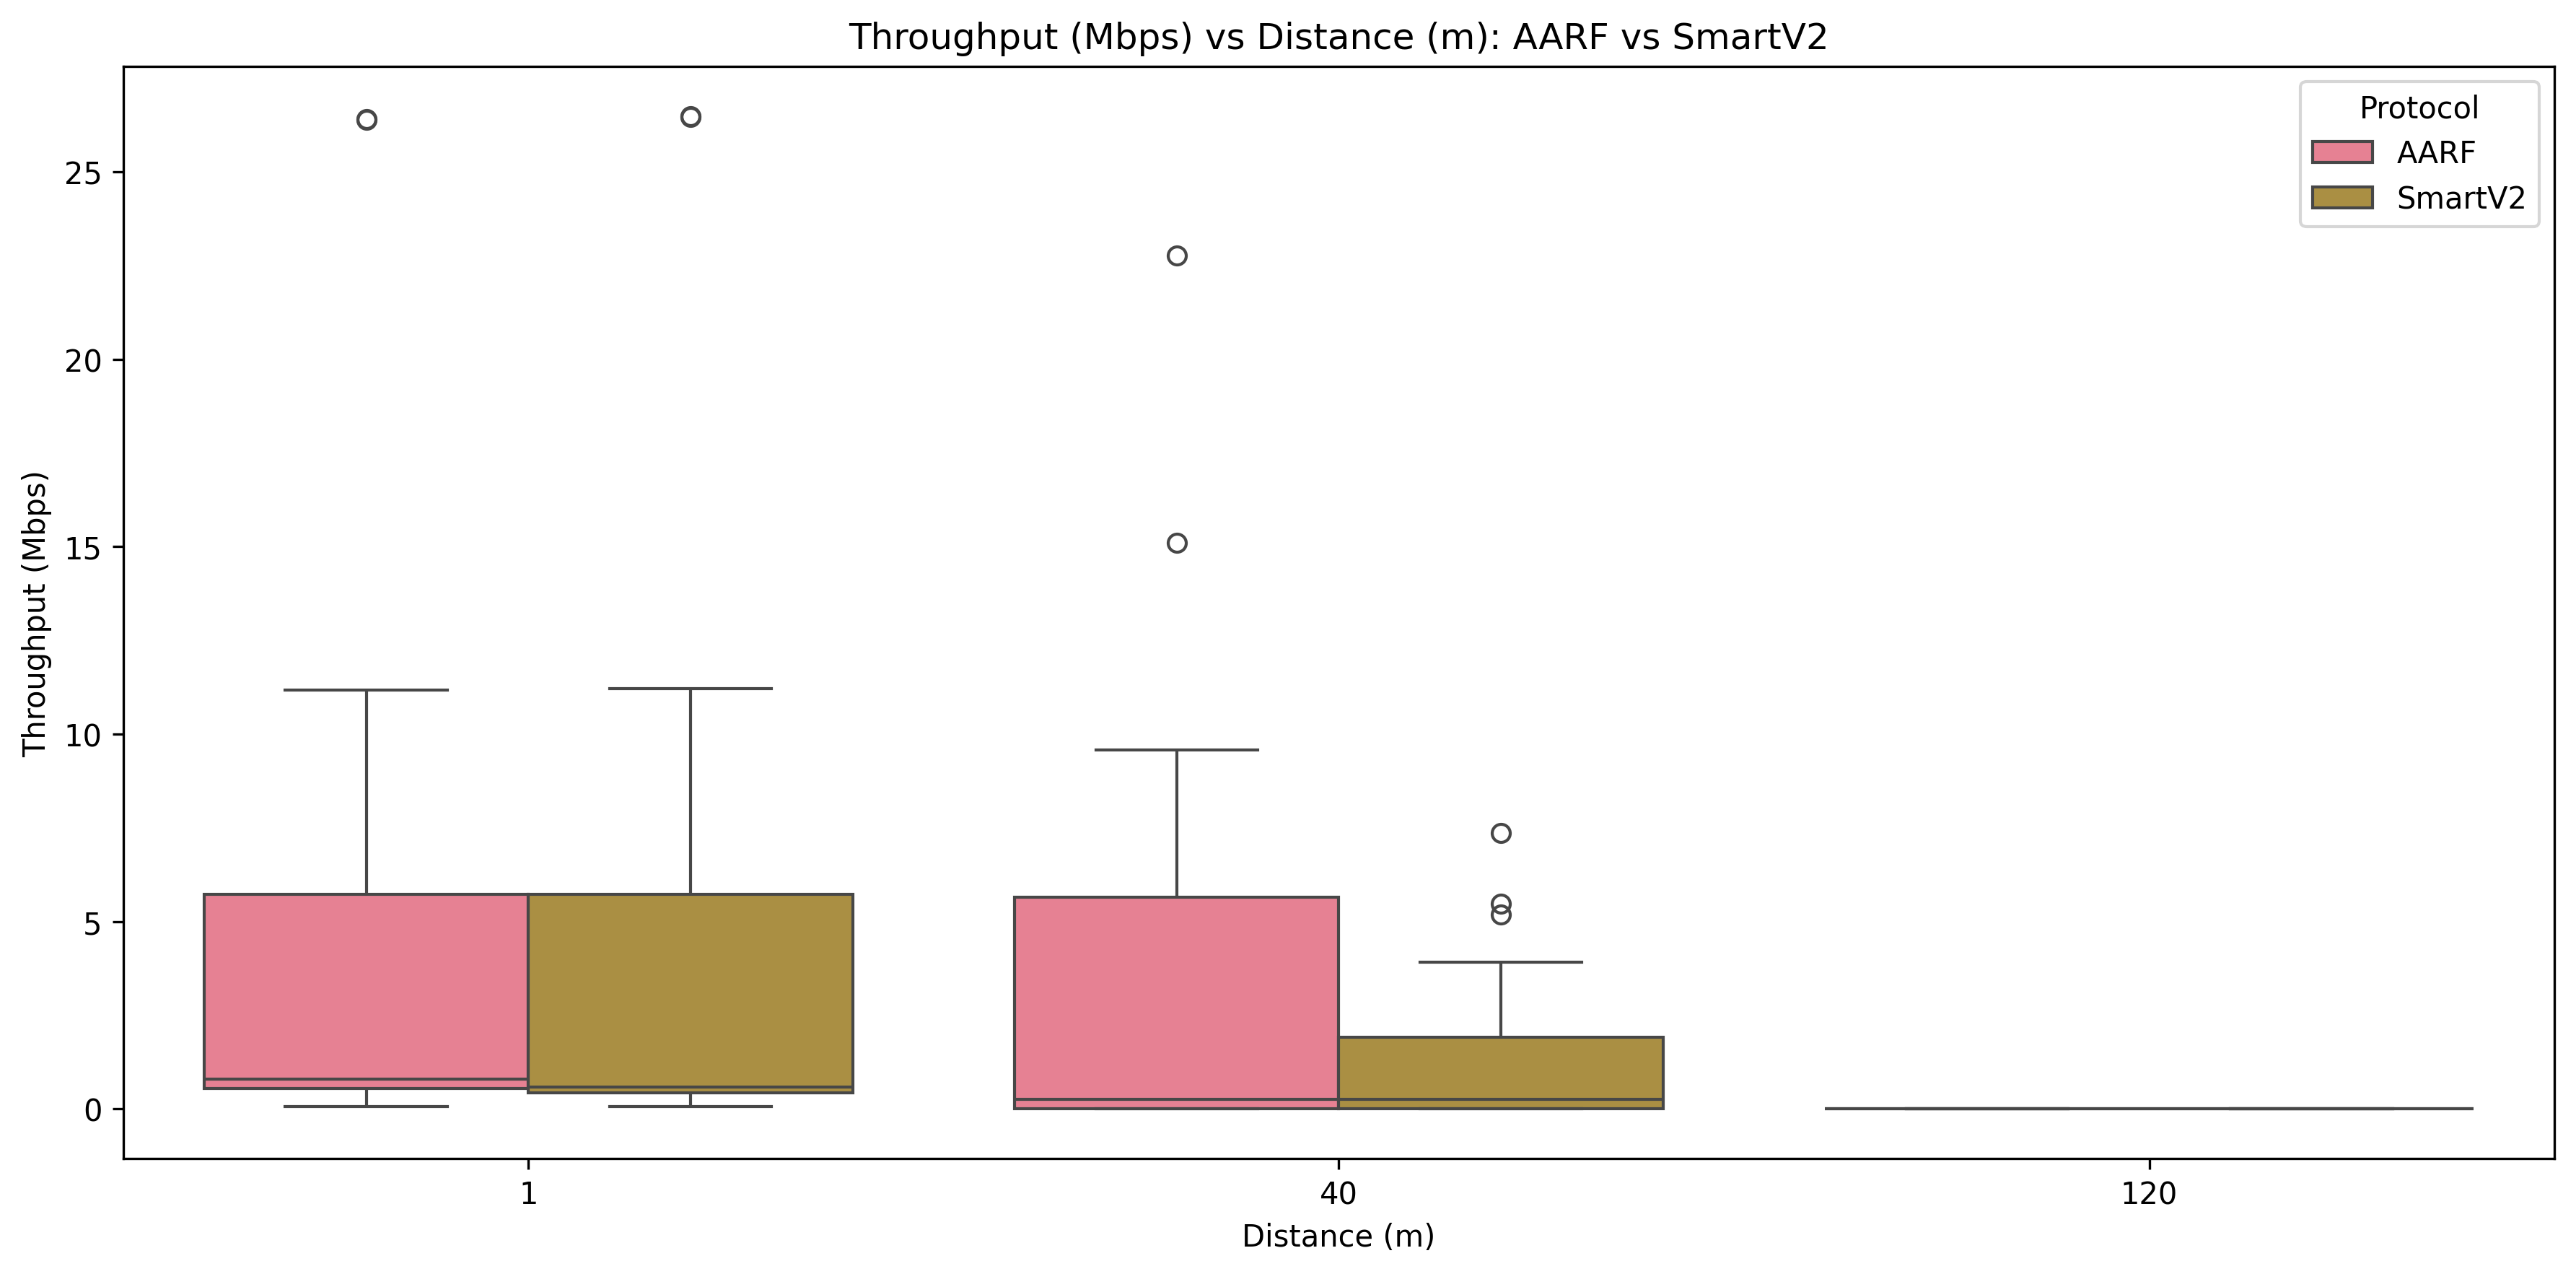 Throughput (Mbps) vs Distance (m): AARF vs SmartV2
Protocol
AARF
SmartV2
Throughput (Mbps)
25
20
15
10
5
0
1
40
120
Distance (m)